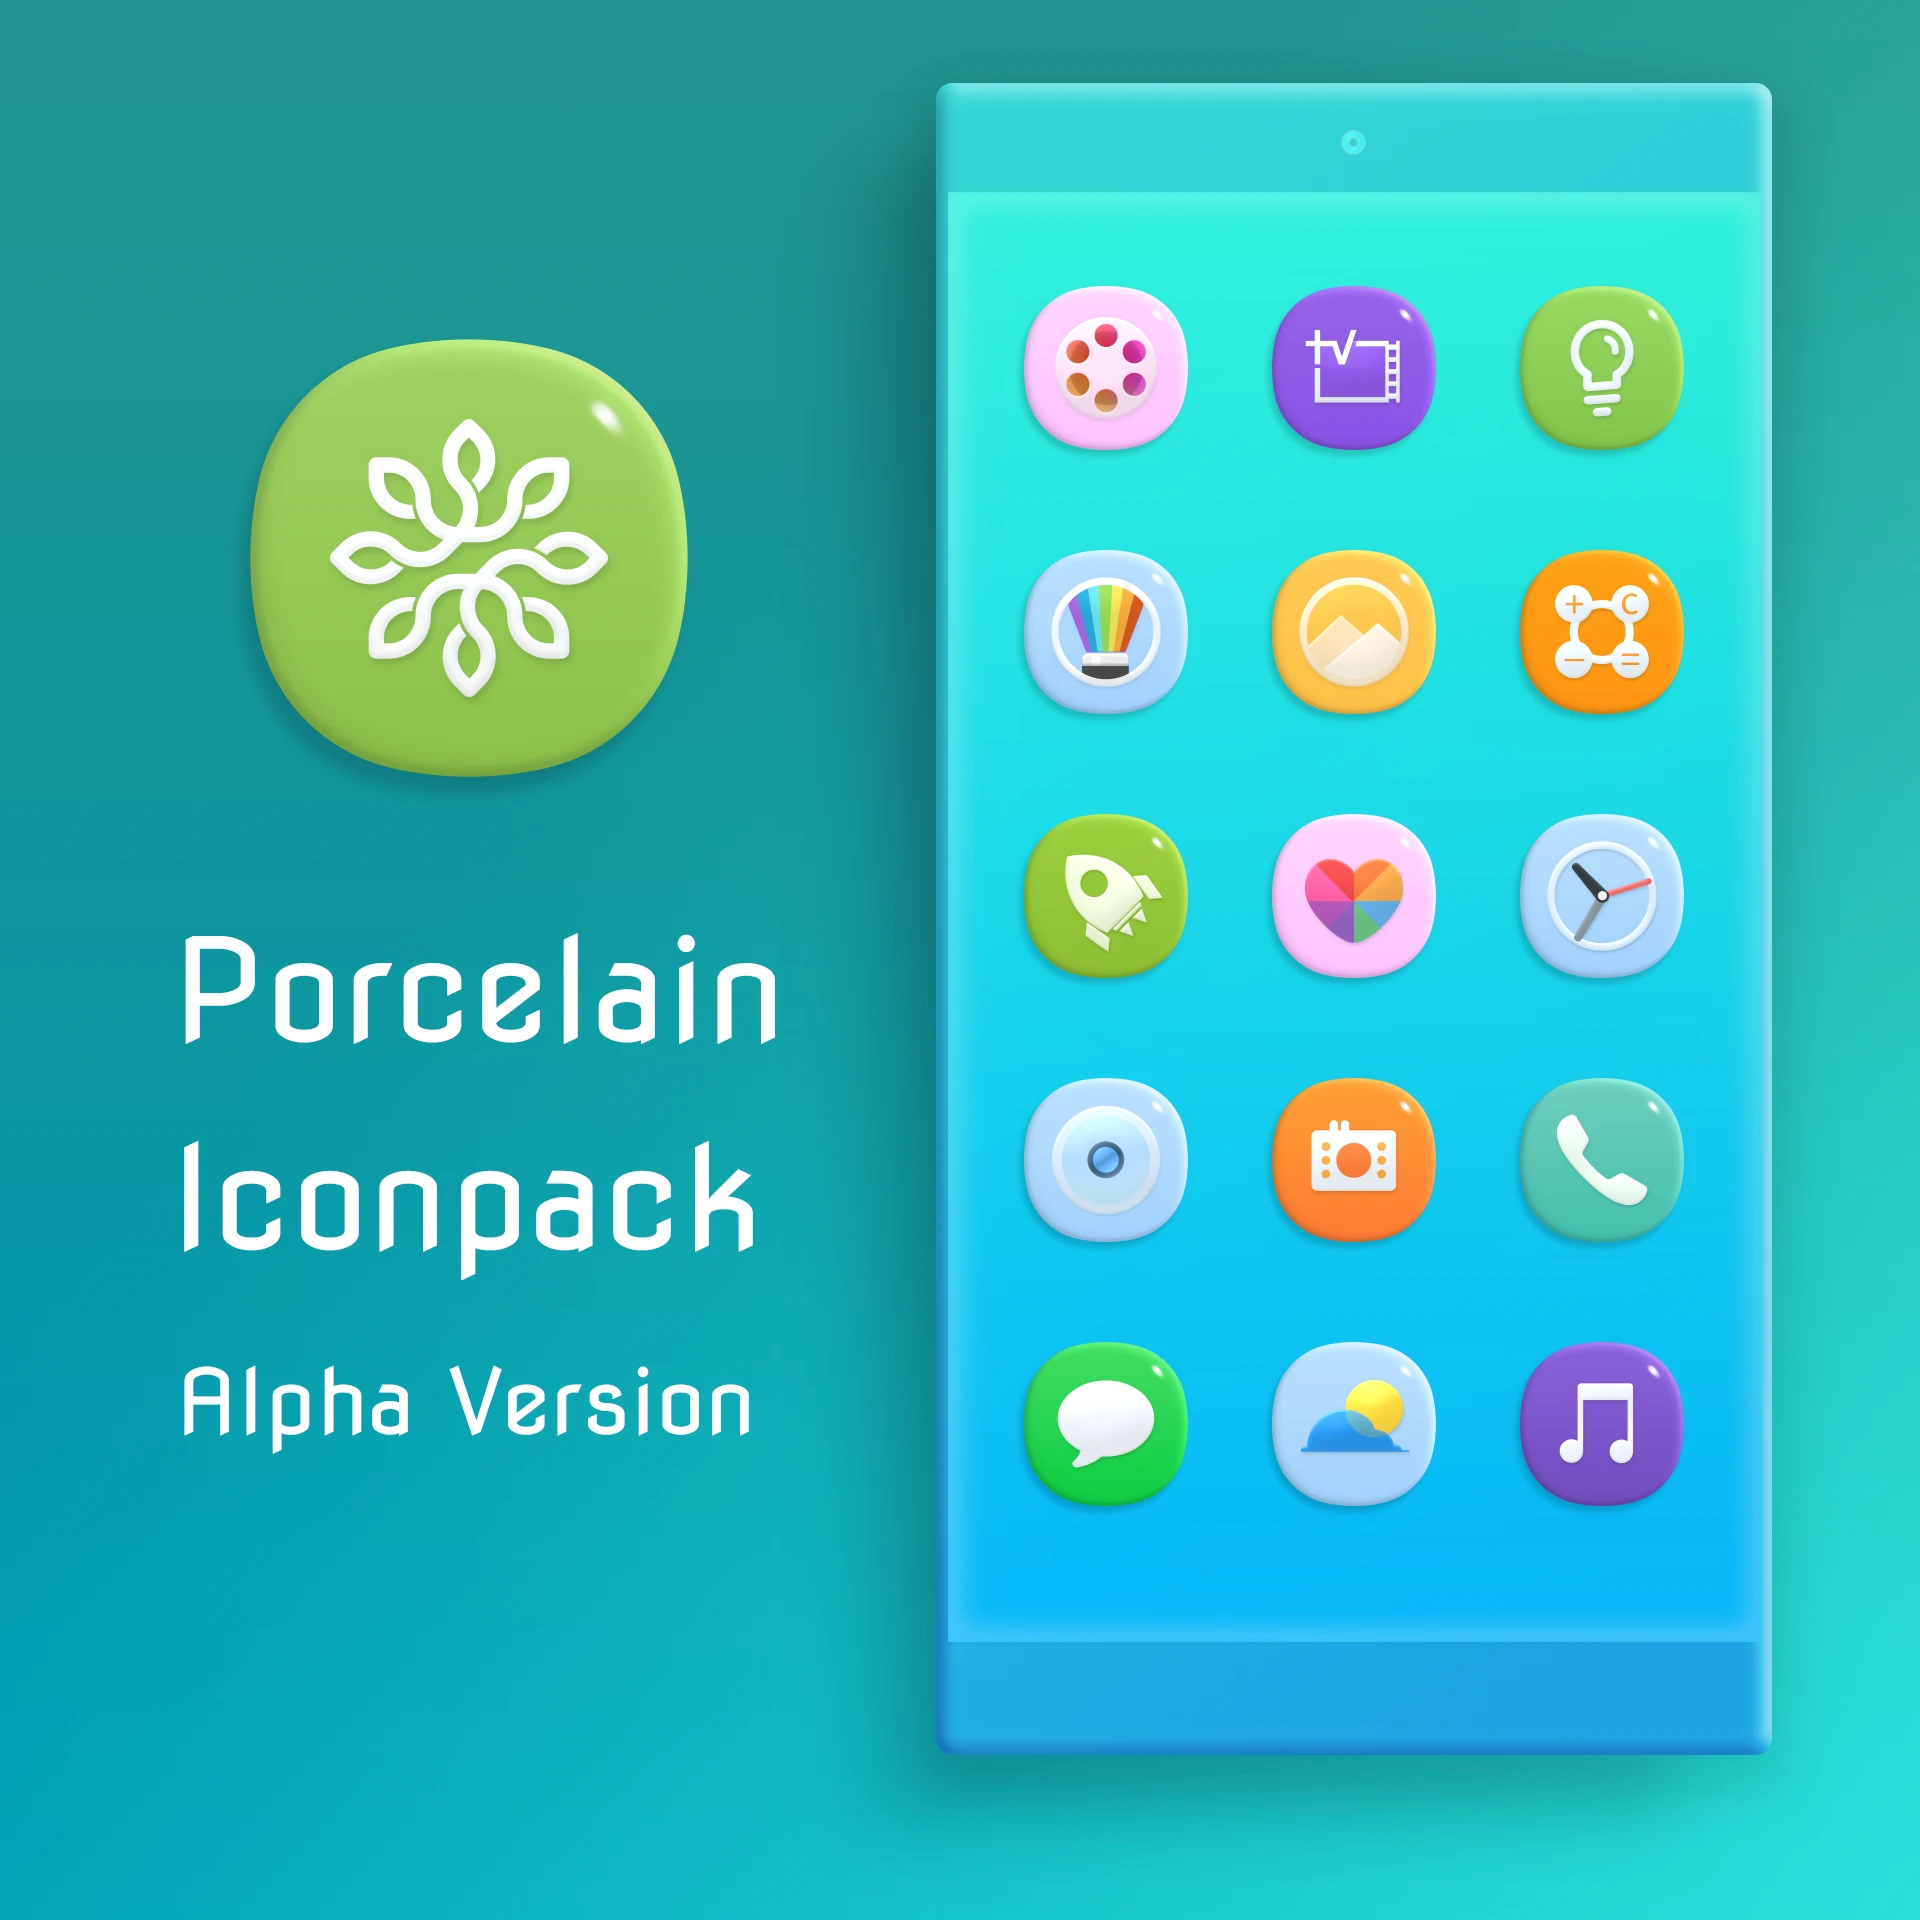 Porcelain
Iconpack
Alpha Version
+ C
− =